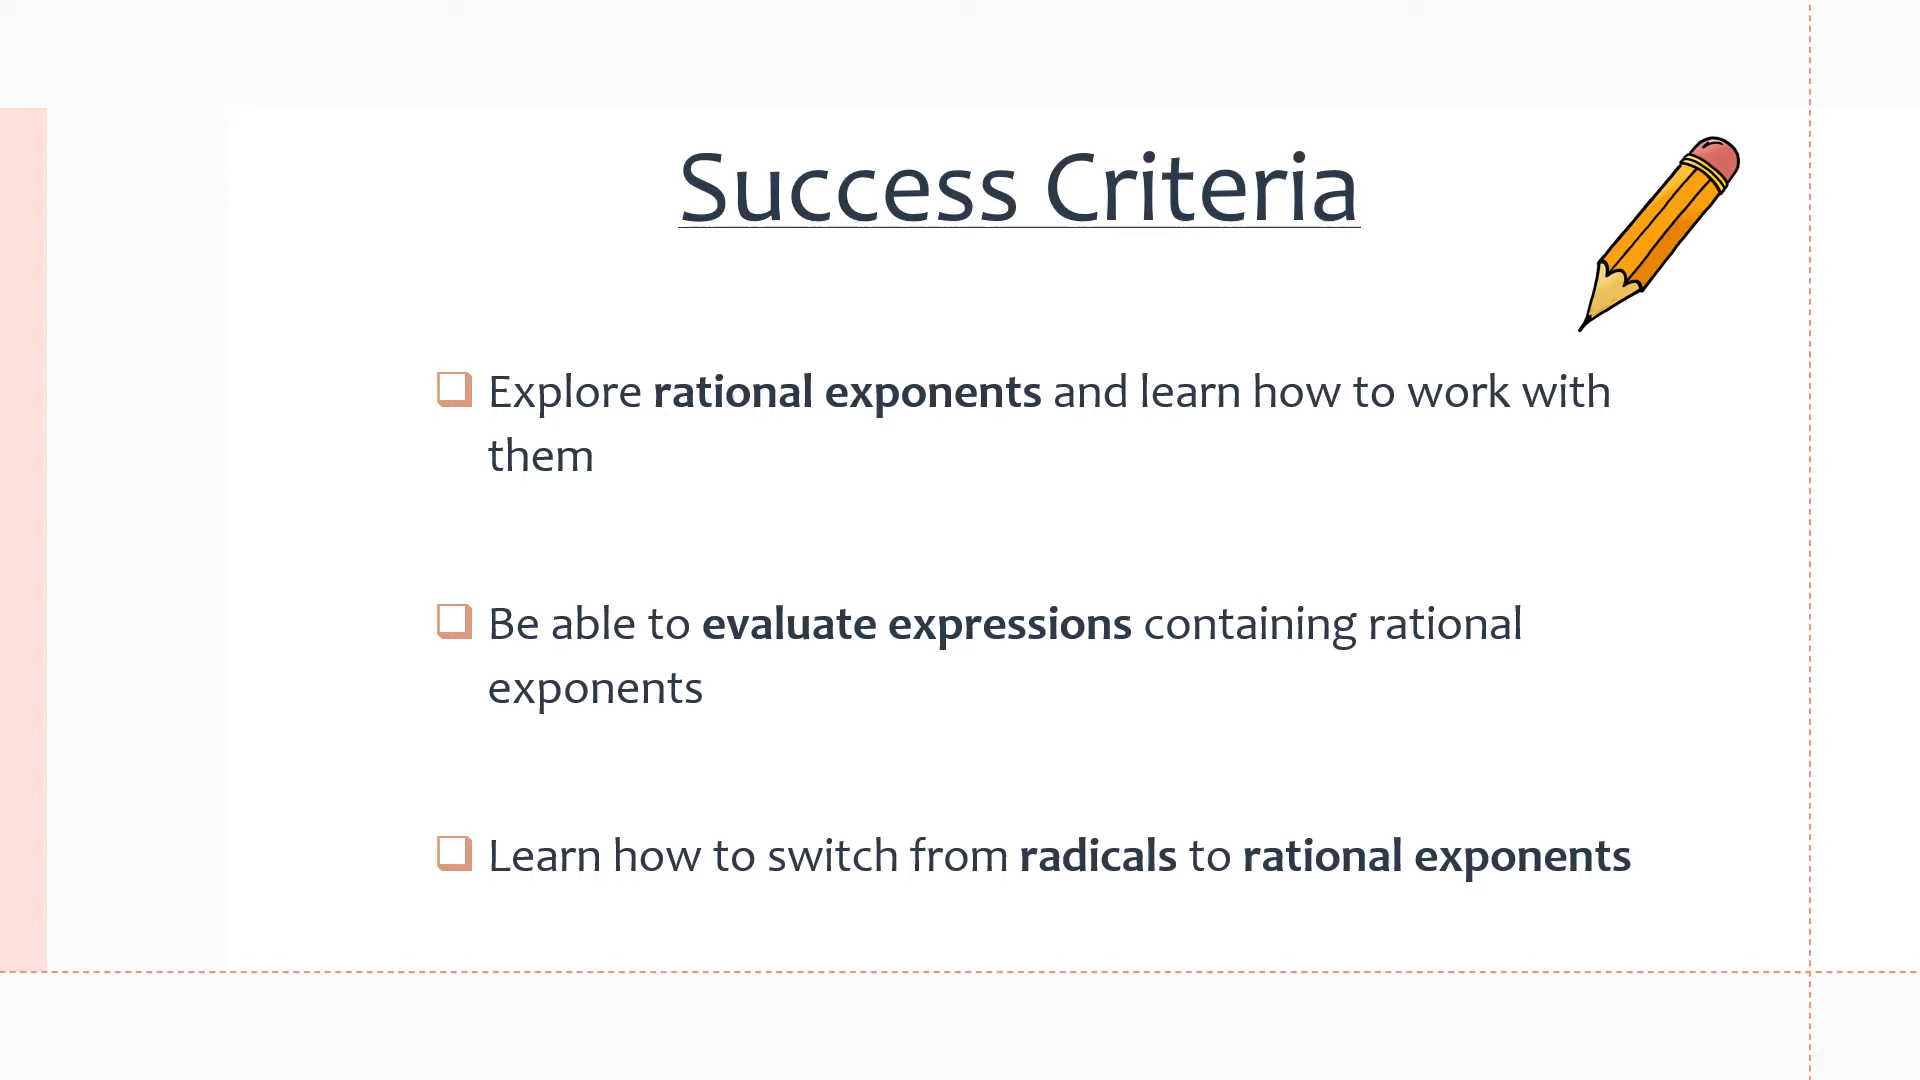 Success Criteria
Explore rational exponents and learn how to work with
them
Be able to evaluate expressions containing rational
exponents
Learn how to switch from radicals to rational exponents